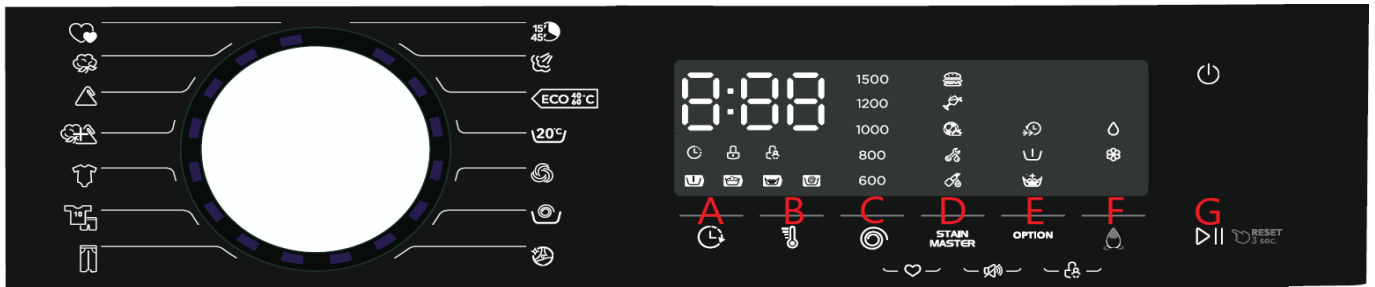 15'
45'
ECO 40 60 °C
20°C
10
8:88
1500
1200
1000
800
600
A
B
C
D
E
F
G
STAIN
MASTER
OPTION
RESET
3 sec.